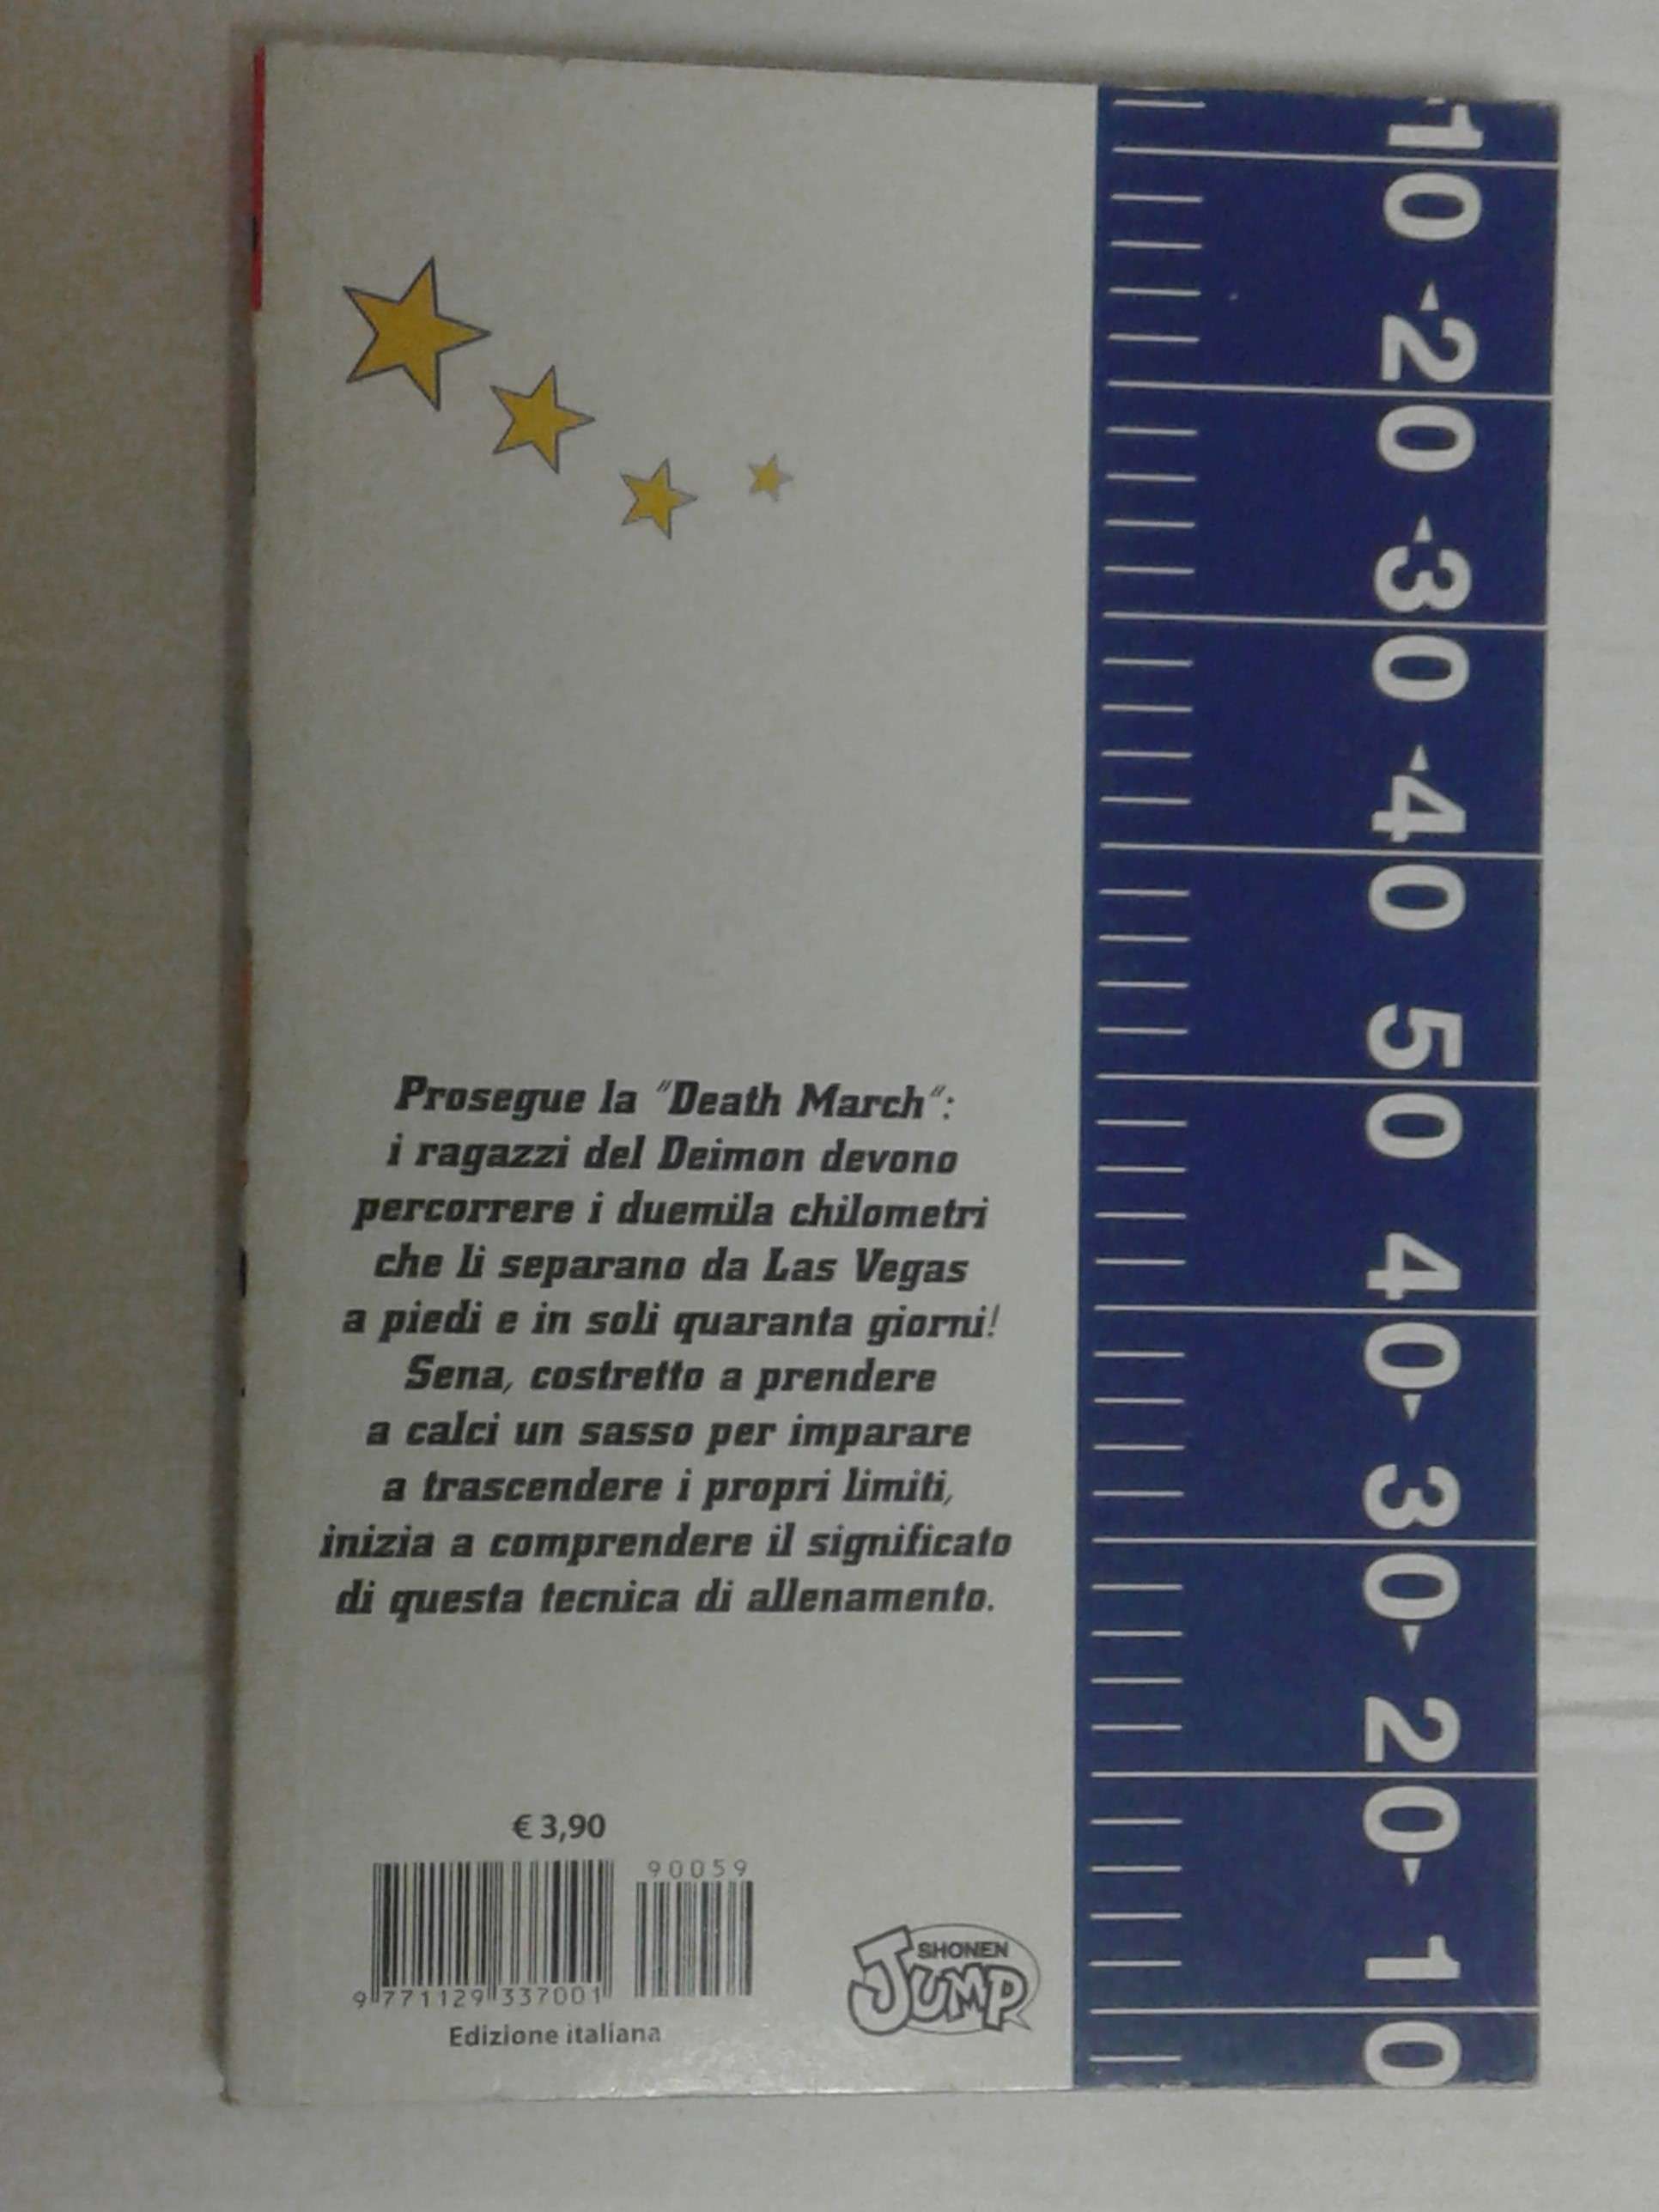 Prosegue la "Death March":
i ragazzi del Deimon devono
percorrere i duemila chilometri
che li separano da Las Vegas
a piedi e in soli quaranta giorni!
Sena, costretto a prendere
a calci un sasso per imparare
a trascendere i propri limiti,
inizia a comprendere il significato
di questa tecnica di allenamento.
€ 3,90
90059
9 771129 337001
Edizione italiana
SHONEN
JUMP
10
20
30
40
50
40
30
20
10